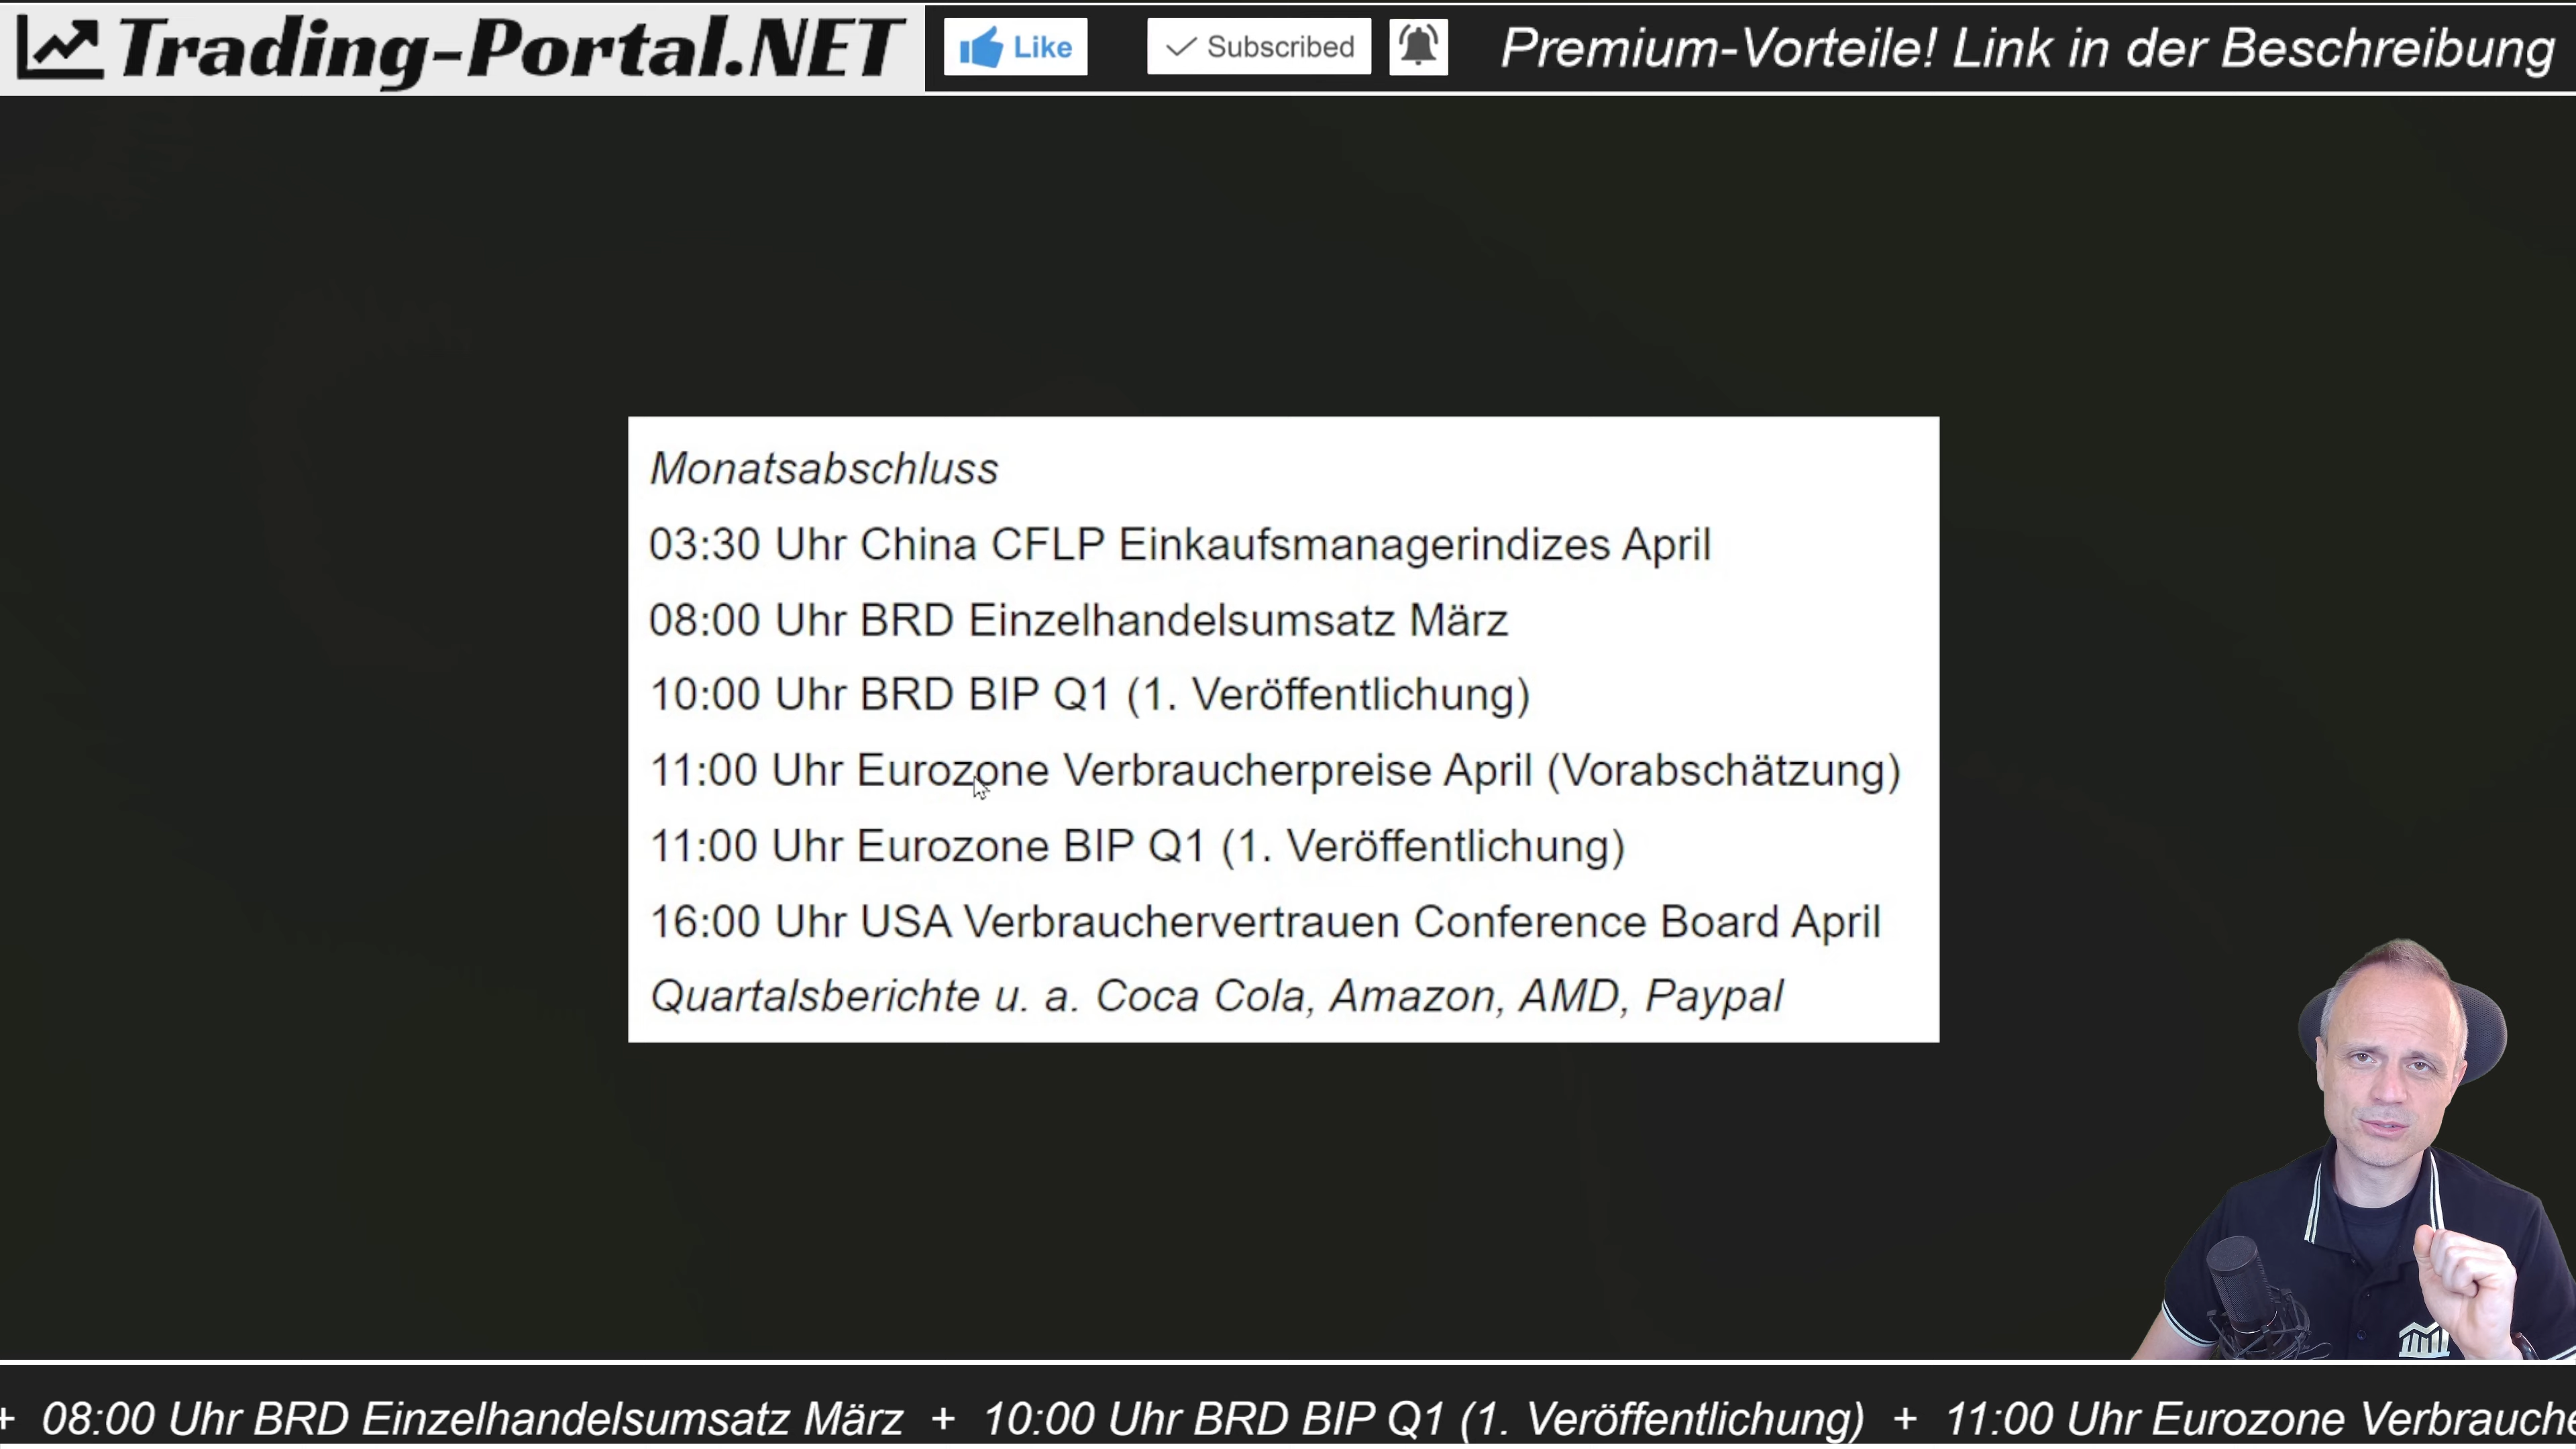 Trading-Portal.NET
Like
Subscribed
Premium-Vorteile! Link in der Beschreibung
Monatsabschluss
03:30 Uhr China CFLP Einkaufsmanagerindizes April
08:00 Uhr BRD Einzelhandelsumsatz März
10:00 Uhr BRD BIP Q1 (1. Veröffentlichung)
11:00 Uhr Eurozone Verbraucherpreise April (Vorabschätzung)
11:00 Uhr Eurozone BIP Q1 (1. Veröffentlichung)
16:00 Uhr USA Verbrauchervertrauen Conference Board April
Quartalsberichte u. a. Coca Cola, Amazon, AMD, Paypal
+ 08:00 Uhr BRD Einzelhandelsumsatz März + 10:00 Uhr BRD BIP Q1 (1. Veröffentlichung) + 11:00 Uhr Eurozone Verbrauche